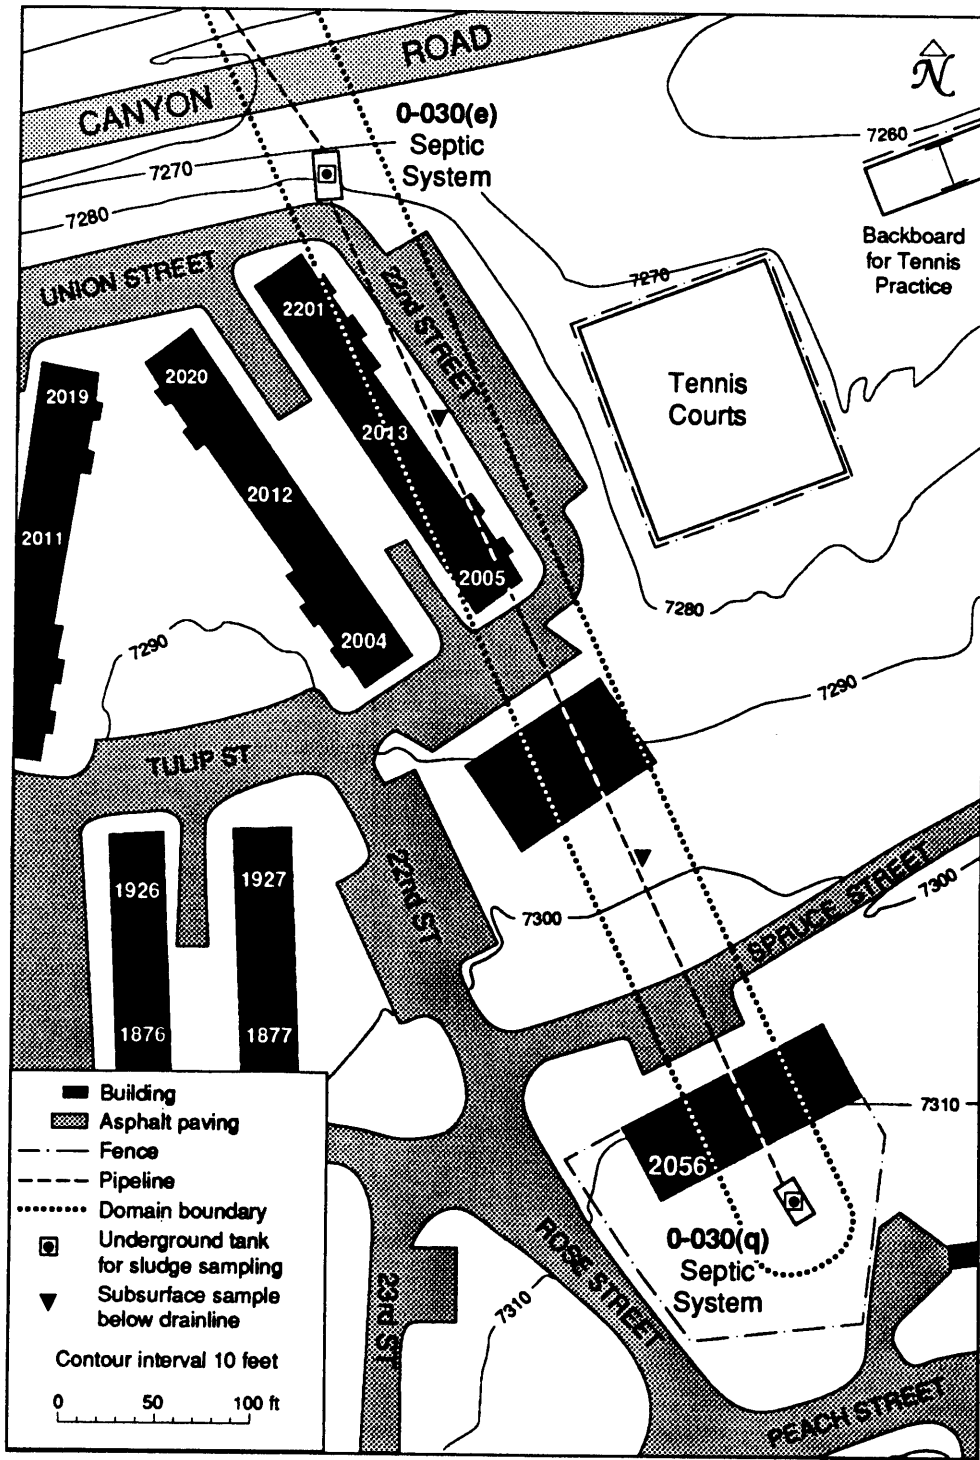 CANYON ROAD
N
0-030(e)
Septic
System
7260
7270
7280
Backboard
for Tennis
Practice
UNION STREET
22nd STREET
7270
2201
2020
2019
Tennis
Courts
2013
2012
2011
2005
7280
2004
7290
7290
TULIP ST
22nd ST
1926
1927
SPRUCE STREET
7300
7300
1876
1877
7310
2056
0-030(q)
Septic
System
ROSE STREET
23rd ST
7310
PEACH STREET
Building
Asphalt paving
Fence
Pipeline
Domain boundary
Underground tank
for sludge sampling
Subsurface sample
below drainline
Contour interval 10 feet
0 50 100 ft